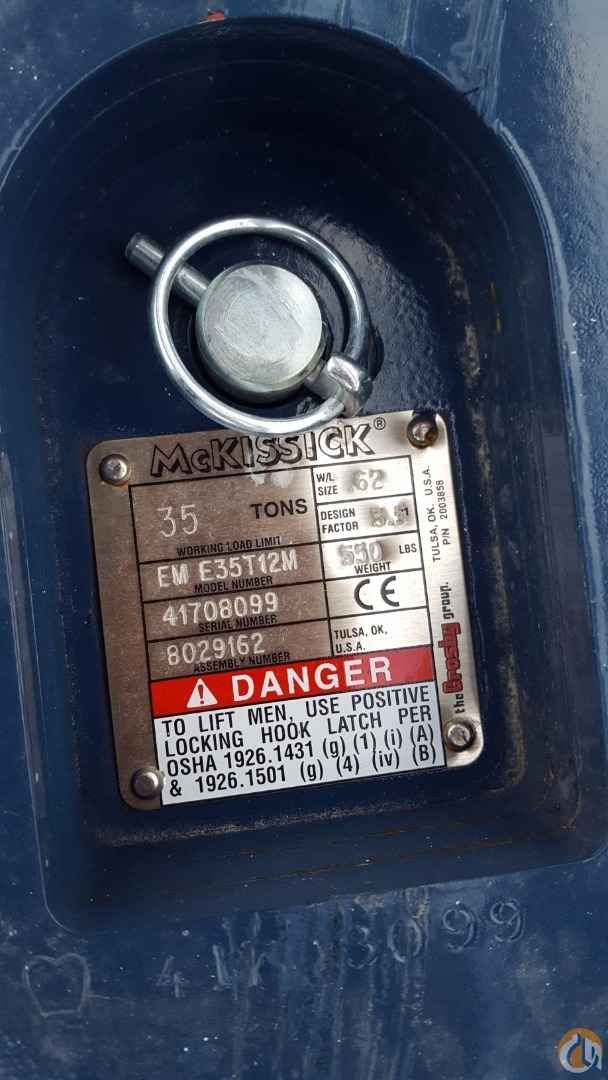 McKISSICK®
35 TONS
WORKING LOAD LIMIT
W/L SIZE .62
DESIGN FACTOR
EM E35T12M
MODEL NUMBER
550 LBS
WEIGHT
41708099
SERIAL NUMBER
CE
8029162
ASSEMBLY NUMBER
TULSA, OK,
U.S.A.
TULSA, OK. U.S.A.
P/N 2003858
the Crosby group.
DANGER
TO LIFT MEN, USE POSITIVE
LOCKING HOOK LATCH PER
OSHA 1926.1431 (g) (1) (i) (A)
& 1926.1501 (g) (4) (iv) (B)